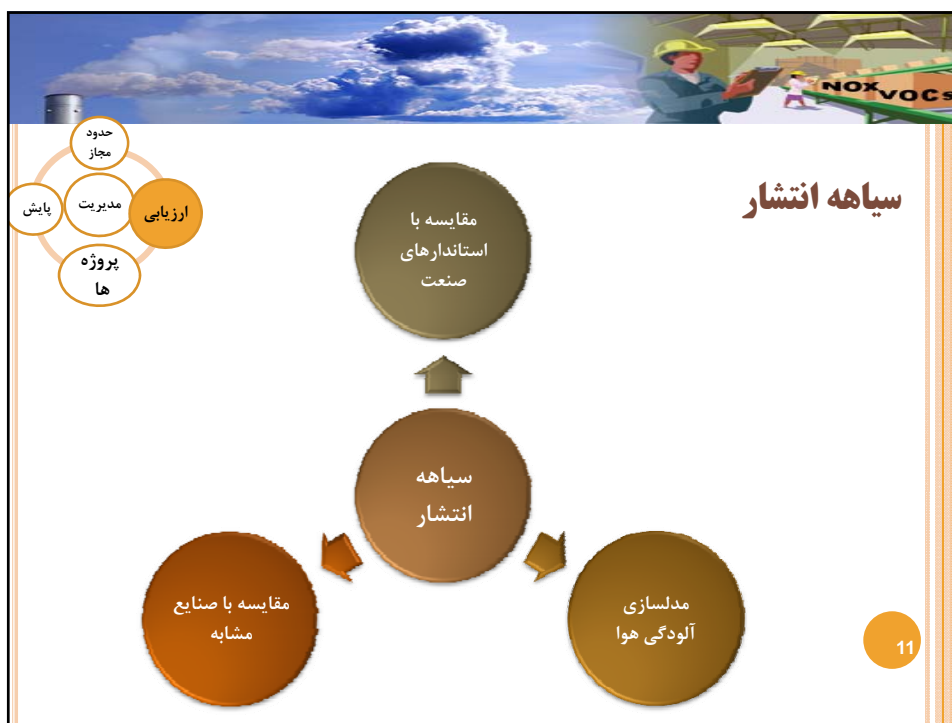 NOX VOCs
سیاهه انتشار
حدود
مجاز
پایش
مدیریت
ارزیابی
پروژه
ها
مقایسه با
استاندارهای
صنعت
سیاهه
انتشار
مقایسه با صنایع
مشابه
مدلسازی
آلودگی هوا
11